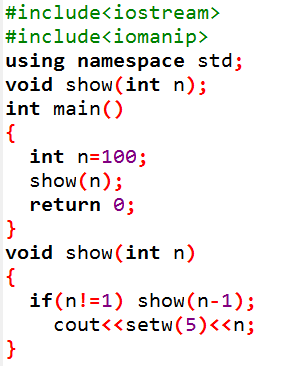 #include<iostream>
#include<iomanip>
using namespace std;
void show(int n);
int main()
{
  int n=100;
  show(n);
  return 0;
}
void show(int n)
{
  if(n!=1) show(n-1);
    cout<<setw(5)<<n;
}